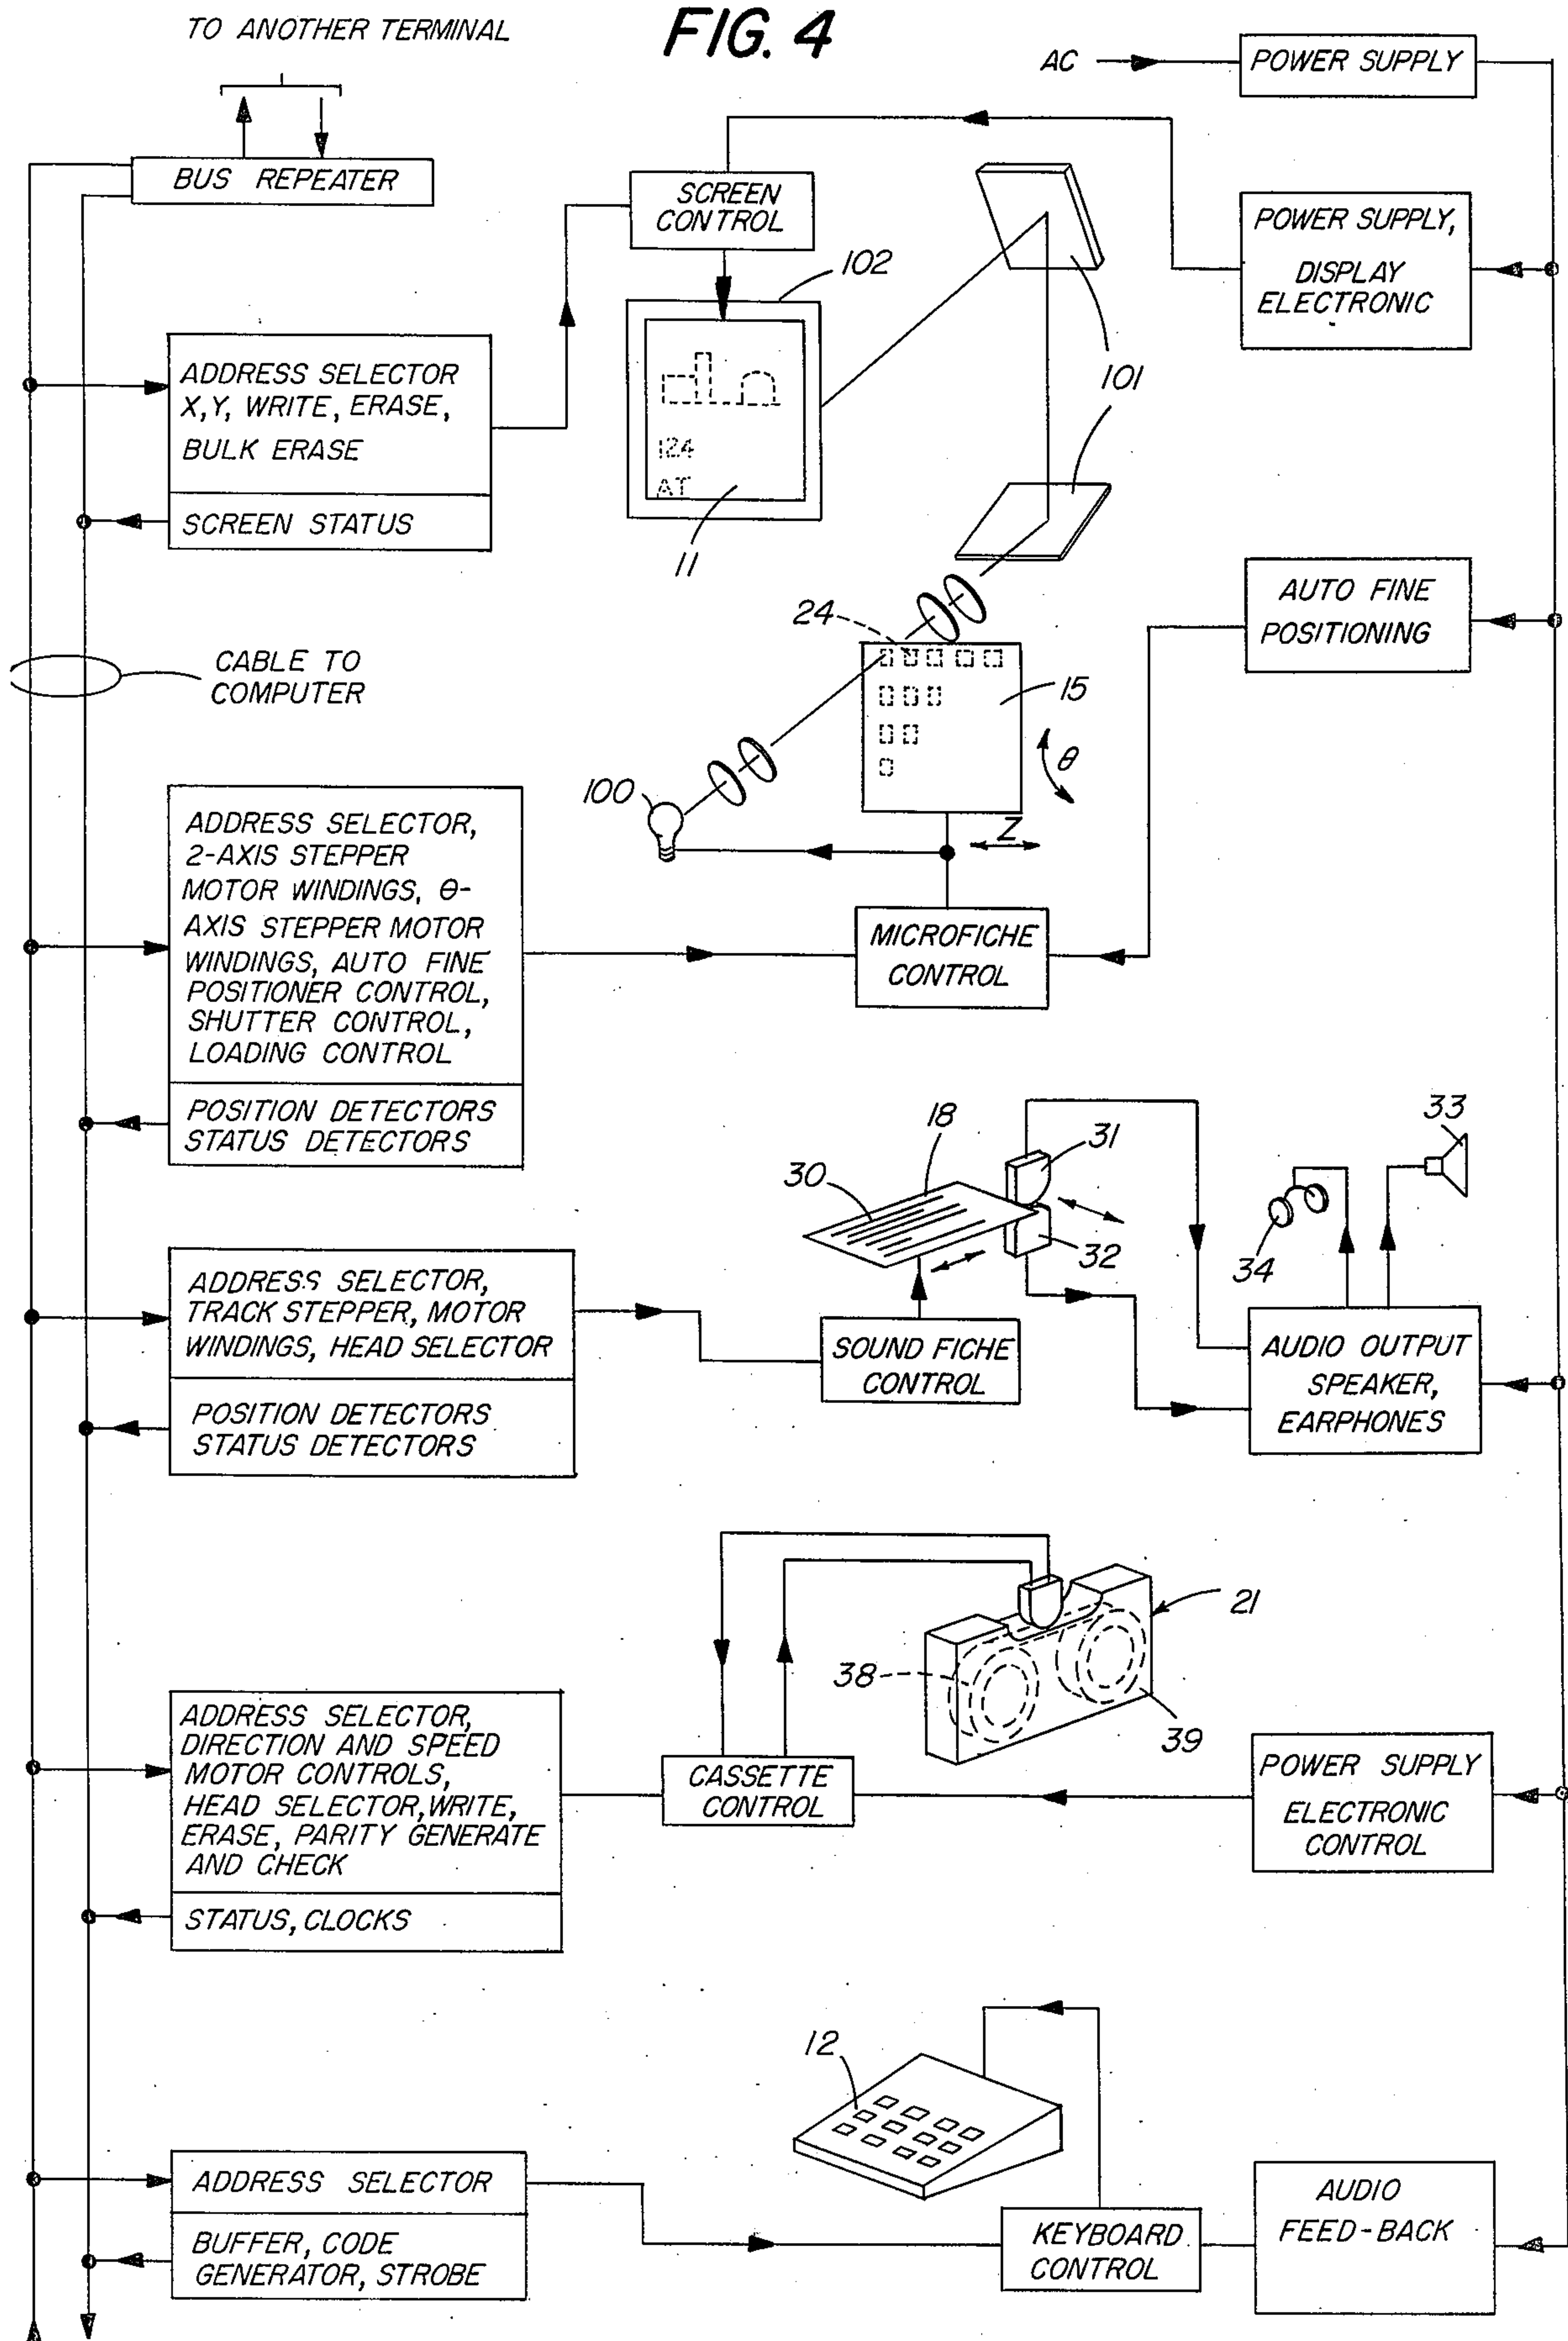 TO ANOTHER TERMINAL
FIG. 4
AC
POWER SUPPLY
BUS REPEATER
SCREEN
CONTROL
POWER SUPPLY,
DISPLAY
ELECTRONIC
102
101
ADDRESS SELECTOR
X,Y, WRITE, ERASE,
BULK ERASE
SCREEN STATUS
124
AT
11
AUTO FINE
POSITIONING
24
15
θ
Z
100
CABLE TO
COMPUTER
ADDRESS SELECTOR,
2-AXIS STEPPER
MOTOR WINDINGS, θ-
AXIS STEPPER MOTOR
WINDINGS, AUTO FINE
POSITIONER CONTROL,
SHUTTER CONTROL,
LOADING CONTROL
POSITION DETECTORS
STATUS DETECTORS
MICROFICHE
CONTROL
18
30
31
32
33
34
ADDRESS SELECTOR,
TRACK STEPPER, MOTOR
WINDINGS, HEAD SELECTOR
POSITION DETECTORS
STATUS DETECTORS
SOUND FICHE
CONTROL
AUDIO OUTPUT
SPEAKER,
EARPHONES
21
38
39
ADDRESS SELECTOR,
DIRECTION AND SPEED
MOTOR CONTROLS,
HEAD SELECTOR, WRITE,
ERASE, PARITY GENERATE
AND CHECK
STATUS, CLOCKS
CASSETTE
CONTROL
POWER SUPPLY
ELECTRONIC
CONTROL
12
ADDRESS SELECTOR
BUFFER, CODE
GENERATOR, STROBE
KEYBOARD
CONTROL
AUDIO
FEED-BACK